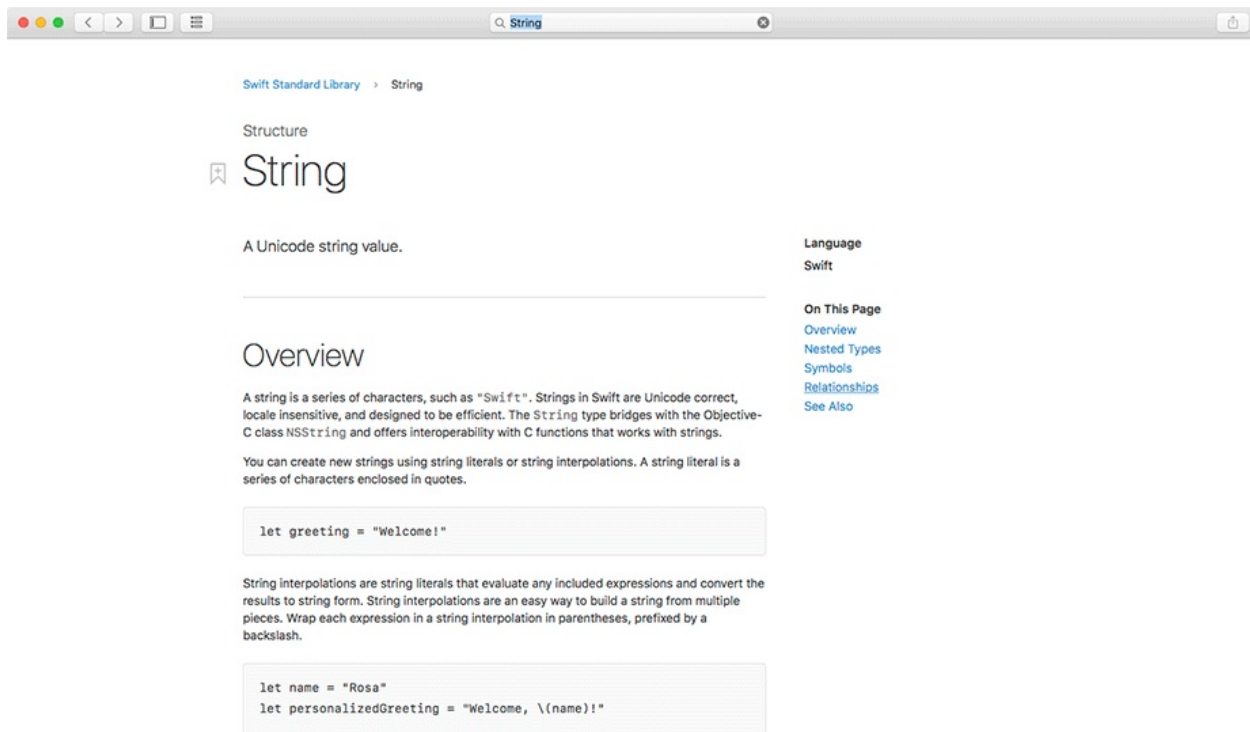 String
Swift Standard Library > String
Structure
String
A Unicode string value.
Language
Swift
On This Page
Overview
Nested Types
Symbols
Relationships
See Also
Overview
A string is a series of characters, such as "Swift". Strings in Swift are Unicode correct,
locale insensitive, and designed to be efficient. The String type bridges with the Objective-
C class NSString and offers interoperability with C functions that works with strings.
You can create new strings using string literals or string interpolations. A string literal is a
series of characters enclosed in quotes.
let greeting = "Welcome!"
String interpolations are string literals that evaluate any included expressions and convert the
results to string form. String interpolations are an easy way to build a string from multiple
pieces. Wrap each expression in a string interpolation in parentheses, prefixed by a
backslash.
let name = "Rosa"
let personalizedGreeting = "Welcome, \(name)!"